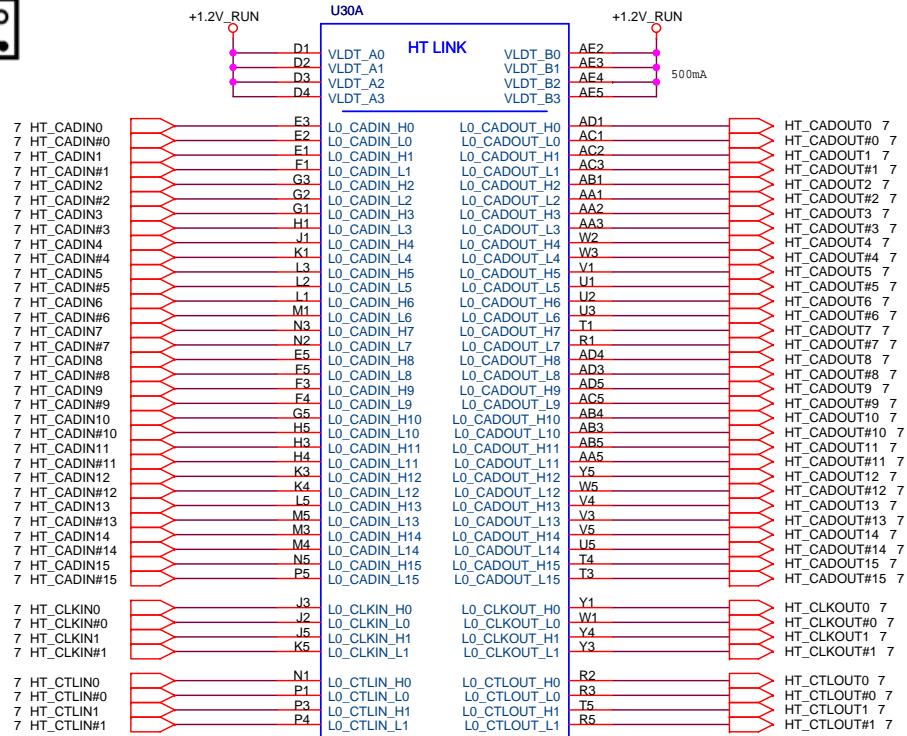 U30A
+1.2V_RUN +1.2V_RUN
HT LINK
D1 VLDT_A0 VLDT_B0 AE2
D2 VLDT_A1 VLDT_B1 AE3
D3 VLDT_A2 VLDT_B2 AE4 500mA
D4 VLDT_A3 VLDT_B3 AE5
7 HT_CADIN0 E3 L0_CADIN_H0 L0_CADOUT_H0 AD1 HT_CADOUT0 7
7 HT_CADIN#0 E2 L0_CADIN_L0 L0_CADOUT_L0 AC1 HT_CADOUT#0 7
7 HT_CADIN1 E1 L0_CADIN_H1 L0_CADOUT_H1 AC2 HT_CADOUT1 7
7 HT_CADIN#1 F1 L0_CADIN_L1 L0_CADOUT_L1 AC3 HT_CADOUT#1 7
7 HT_CADIN2 G3 L0_CADIN_H2 L0_CADOUT_H2 AB1 HT_CADOUT2 7
7 HT_CADIN#2 G2 L0_CADIN_L2 L0_CADOUT_L2 AA1 HT_CADOUT#2 7
7 HT_CADIN3 G1 L0_CADIN_H3 L0_CADOUT_H3 AA2 HT_CADOUT3 7
7 HT_CADIN#3 H1 L0_CADIN_L3 L0_CADOUT_L3 AA3 HT_CADOUT#3 7
7 HT_CADIN4 J1 L0_CADIN_H4 L0_CADOUT_H4 W2 HT_CADOUT4 7
7 HT_CADIN#4 K1 L0_CADIN_L4 L0_CADOUT_L4 W3 HT_CADOUT#4 7
7 HT_CADIN5 L3 L0_CADIN_H5 L0_CADOUT_H5 V1 HT_CADOUT5 7
7 HT_CADIN#5 L2 L0_CADIN_L5 L0_CADOUT_L5 U1 HT_CADOUT#5 7
7 HT_CADIN6 L1 L0_CADIN_H6 L0_CADOUT_H6 U2 HT_CADOUT6 7
7 HT_CADIN#6 M1 L0_CADIN_L6 L0_CADOUT_L6 U3 HT_CADOUT#6 7
7 HT_CADIN7 N3 L0_CADIN_H7 L0_CADOUT_H7 T1 HT_CADOUT7 7
7 HT_CADIN#7 N2 L0_CADIN_L7 L0_CADOUT_L7 R1 HT_CADOUT#7 7
7 HT_CADIN8 E5 L0_CADIN_H8 L0_CADOUT_H8 AD4 HT_CADOUT8 7
7 HT_CADIN#8 F5 L0_CADIN_L8 L0_CADOUT_L8 AD3 HT_CADOUT#8 7
7 HT_CADIN9 F3 L0_CADIN_H9 L0_CADOUT_H9 AD5 HT_CADOUT9 7
7 HT_CADIN#9 F4 L0_CADIN_L9 L0_CADOUT_L9 AC5 HT_CADOUT#9 7
7 HT_CADIN10 G5 L0_CADIN_H10 L0_CADOUT_H10 AB4 HT_CADOUT10 7
7 HT_CADIN#10 H5 L0_CADIN_L10 L0_CADOUT_L10 AB3 HT_CADOUT#10 7
7 HT_CADIN11 H3 L0_CADIN_H11 L0_CADOUT_H11 AB5 HT_CADOUT11 7
7 HT_CADIN#11 H4 L0_CADIN_L11 L0_CADOUT_L11 AA5 HT_CADOUT#11 7
7 HT_CADIN12 K3 L0_CADIN_H12 L0_CADOUT_H12 Y5 HT_CADOUT12 7
7 HT_CADIN#12 K4 L0_CADIN_L12 L0_CADOUT_L12 W5 HT_CADOUT#12 7
7 HT_CADIN13 L5 L0_CADIN_H13 L0_CADOUT_H13 V4 HT_CADOUT13 7
7 HT_CADIN#13 M5 L0_CADIN_L13 L0_CADOUT_L13 V3 HT_CADOUT#13 7
7 HT_CADIN14 M3 L0_CADIN_H14 L0_CADOUT_H14 V5 HT_CADOUT14 7
7 HT_CADIN#14 M4 L0_CADIN_L14 L0_CADOUT_L14 U5 HT_CADOUT#14 7
7 HT_CADIN15 N5 L0_CADIN_H15 L0_CADOUT_H15 T4 HT_CADOUT15 7
7 HT_CADIN#15 P5 L0_CADIN_L15 L0_CADOUT_L15 T3 HT_CADOUT#15 7
7 HT_CLKIN0 J3 L0_CLKIN_H0 L0_CLKOUT_H0 Y1 HT_CLKOUT0 7
7 HT_CLKIN#0 J2 L0_CLKIN_L0 L0_CLKOUT_L0 W1 HT_CLKOUT#0 7
7 HT_CLKIN1 J5 L0_CLKIN_H1 L0_CLKOUT_H1 Y4 HT_CLKOUT1 7
7 HT_CLKIN#1 K5 L0_CLKIN_L1 L0_CLKOUT_L1 Y3 HT_CLKOUT#1 7
7 HT_CTLIN0 N1 L0_CTLIN_H0 L0_CTLOUT_H0 R2 HT_CTLOUT0 7
7 HT_CTLIN#0 P1 L0_CTLIN_L0 L0_CTLOUT_L0 R3 HT_CTLOUT#0 7
7 HT_CTLIN1 P3 L0_CTLIN_H1 L0_CTLOUT_H1 T5 HT_CTLOUT1 7
7 HT_CTLIN#1 P4 L0_CTLIN_L1 L0_CTLOUT_L1 R5 HT_CTLOUT#1 7